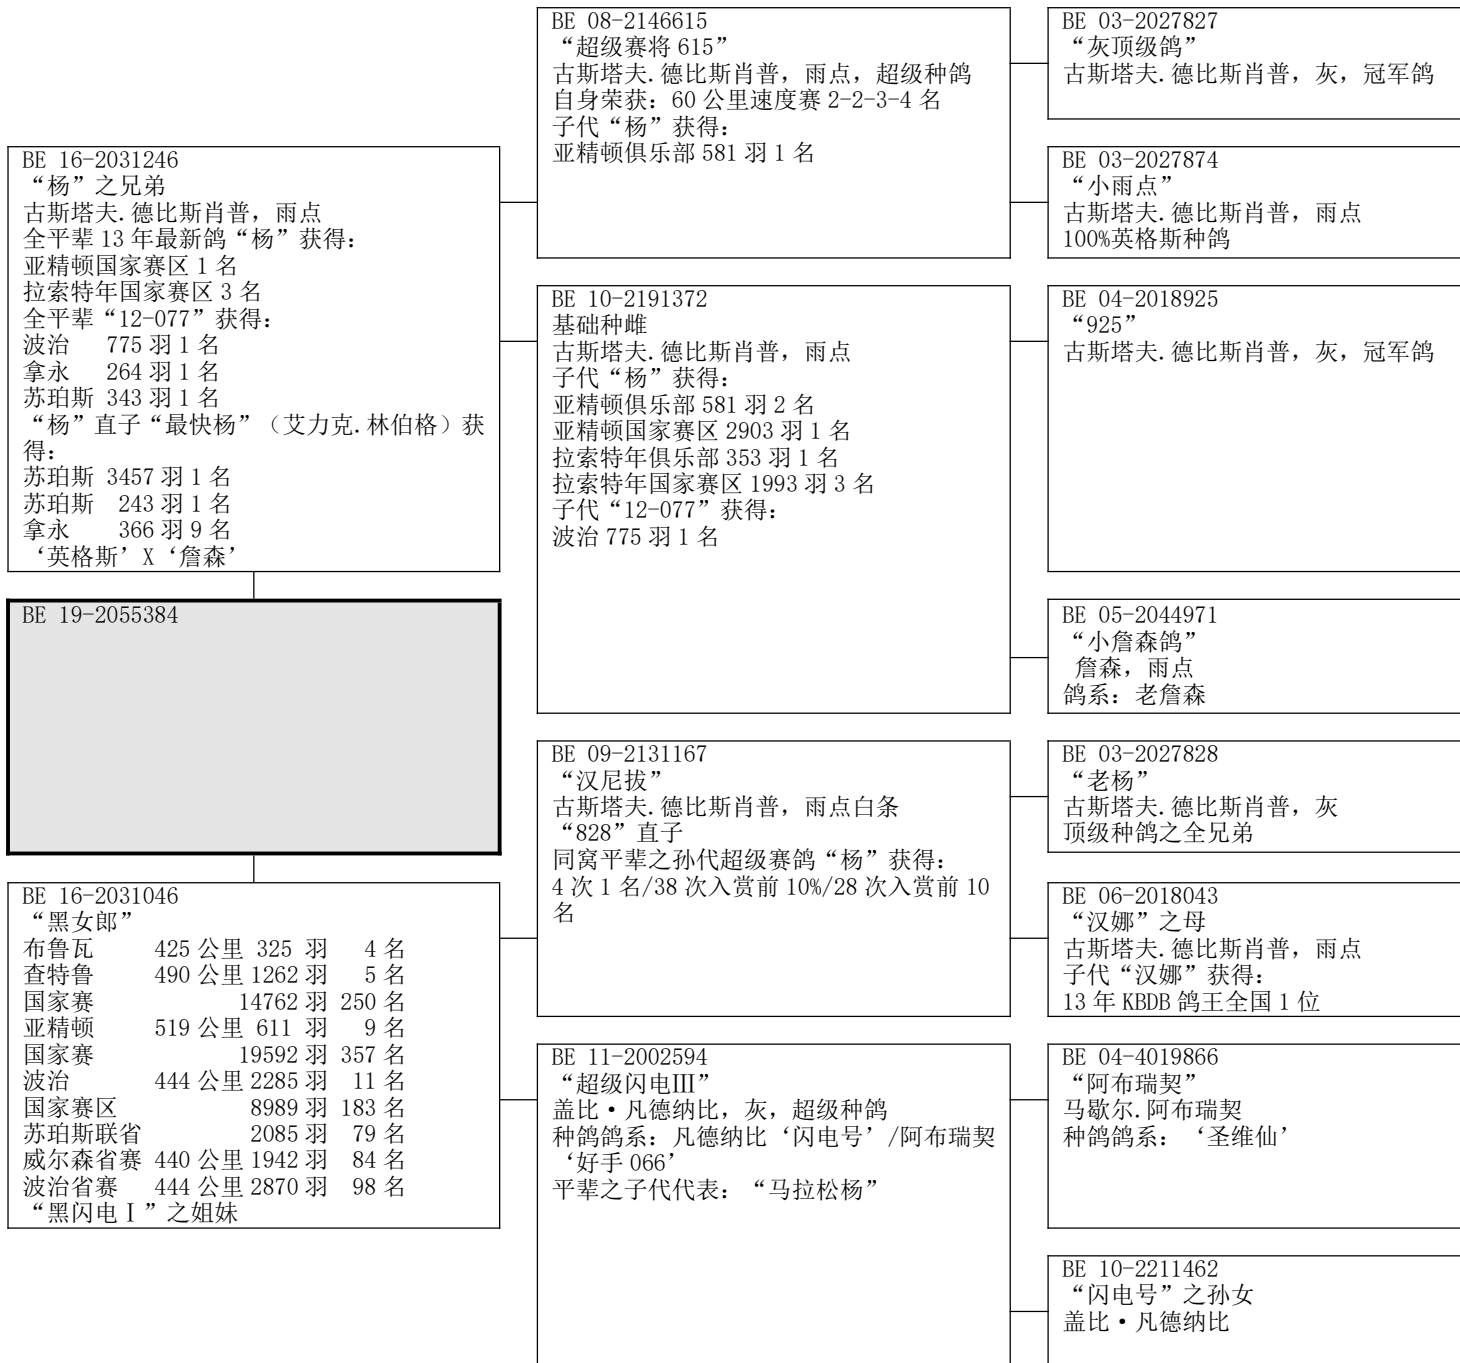 BE 16-2031246
“杨”之兄弟
古斯塔夫.德比斯肖普，雨点
全平辈 13 年最新鸽“杨”获得：
亚精顿国家赛区 1 名
拉索特年国家赛区 3 名
全平辈“12-077”获得：
波治 775 羽 1 名
拿永 264 羽 1 名
苏珀斯 343 羽 1 名
“杨”直子“最快杨”（艾力克.林伯格）获
得：
苏珀斯 3457 羽 1 名
苏珀斯 243 羽 1 名
拿永 366 羽 9 名
‘英格斯’X‘詹森’
BE 19-2055384
BE 16-2031046
“黑女郎”
布鲁瓦 425 公里 325 羽 4 名
查特鲁 490 公里 1262 羽 5 名
国家赛 14762 羽 250 名
亚精顿 519 公里 611 羽 9 名
国家赛 19592 羽 357 名
波治 444 公里 2285 羽 11 名
国家赛区 8989 羽 183 名
苏珀斯联省 2085 羽 79 名
威尔森省赛 440 公里 1942 羽 84 名
波治省赛 444 公里 2870 羽 98 名
“黑闪电Ⅰ”之姐妹
BE 08-2146615
“超级赛将 615”
古斯塔夫.德比斯肖普，雨点，超级种鸽
自身荣获：60 公里速度赛 2-2-3-4 名
子代“杨”获得：
亚精顿俱乐部 581 羽 1 名
BE 10-2191372
基础种雌
古斯塔夫.德比斯肖普，雨点
子代“杨”获得：
亚精顿俱乐部 581 羽 2 名
亚精顿国家赛区 2903 羽 1 名
拉索特年俱乐部 353 羽 1 名
拉索特年国家赛区 1993 羽 3 名
子代“12-077”获得：
波治 775 羽 1 名
BE 09-2131167
“汉尼拔”
古斯塔夫.德比斯肖普，雨点白条
“828”直子
同窝平辈之孙代超级赛鸽“杨”获得：
4 次 1 名/38 次入赏前 10%/28 次入赏前 10
名
BE 11-2002594
“超级闪电Ⅲ”
盖比•凡德纳比，灰，超级种鸽
种鸽鸽系：凡德纳比‘闪电号’/阿布瑞契
‘好手 066’
平辈之子代代表：“马拉松杨”
BE 03-2027827
“灰顶级鸽”
古斯塔夫.德比斯肖普，灰，冠军鸽
BE 03-2027874
“小雨点”
古斯塔夫.德比斯肖普，雨点
100%英格斯种鸽
BE 04-2018925
“925”
古斯塔夫.德比斯肖普，灰，冠军鸽
BE 05-2044971
“小詹森鸽”
詹森，雨点
鸽系：老詹森
BE 03-2027828
“老杨”
古斯塔夫.德比斯肖普，灰
顶级种鸽之全兄弟
BE 06-2018043
“汉娜”之母
古斯塔夫.德比斯肖普，雨点
子代“汉娜”获得：
13 年 KBDB 鸽王全国 1 位
BE 04-4019866
“阿布瑞契”
马歇尔.阿布瑞契
种鸽鸽系：‘圣维仙’
BE 10-2211462
“闪电号”之孙女
盖比•凡德纳比